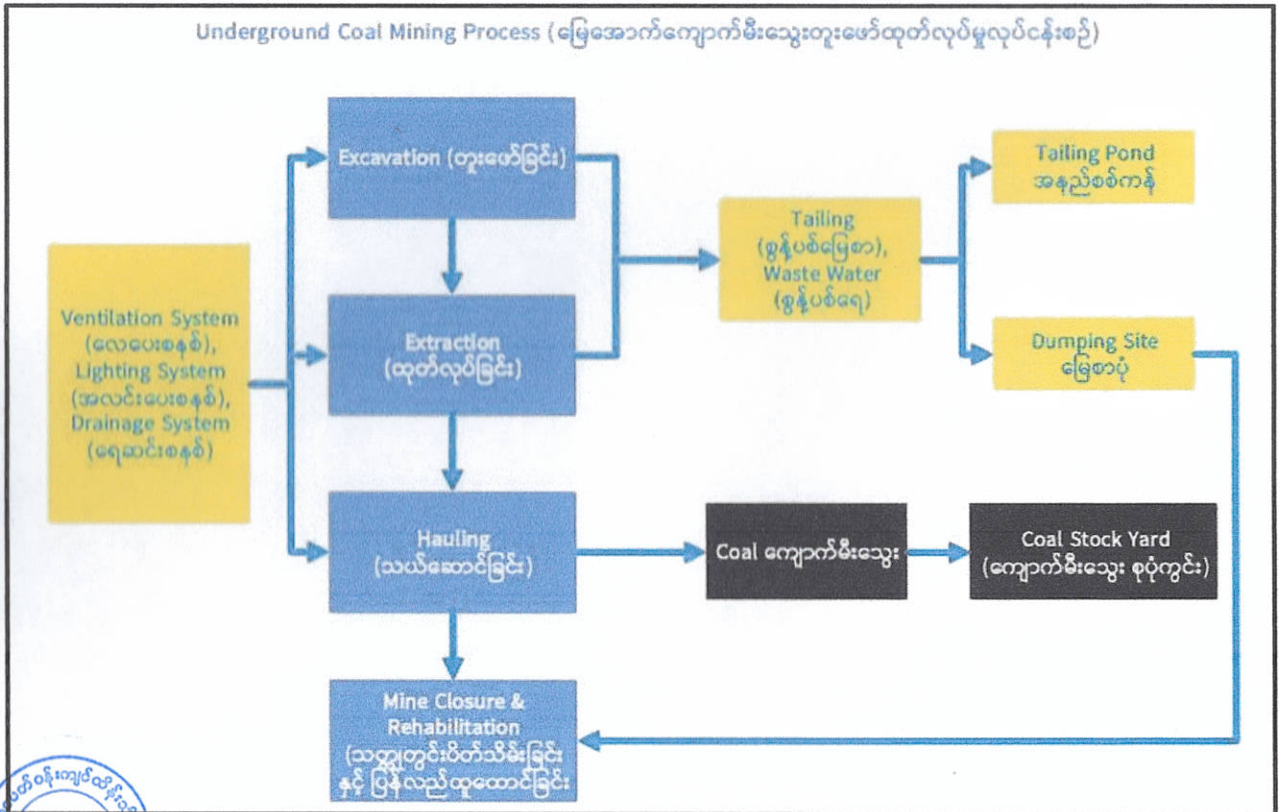 Underground Coal Mining Process (မြေအောက်ကျောက်မီးသွေးတူးဖော်ထုတ်လုပ်မှုလုပ်ငန်းစဉ်)
Excavation (တူးဖော်ခြင်း)
Tailing Pond
အနည်စစ်ကန်
Tailing
(စွန့်ပစ်မြေစာ),
Waste Water
(စွန့်ပစ်ရေ)
Ventilation System
(လေပေးစနစ်),
Lighting System
(အလင်းပေးစနစ်),
Drainage System
(ရေဆင်းစနစ်)
Extraction
(ထုတ်လုပ်ခြင်း)
Dumping Site
မြေစာပုံ
Hauling
(သယ်ဆောင်ခြင်း)
Coal ကျောက်မီးသွေး
Coal Stock Yard
(ကျောက်မီးသွေး စုပုံကွင်း)
Mine Closure &
Rehabilitation
(သတ္တုတွင်းပိတ်သိမ်းခြင်း
နှင့် ပြန်လည်ထူထောင်ခြင်း